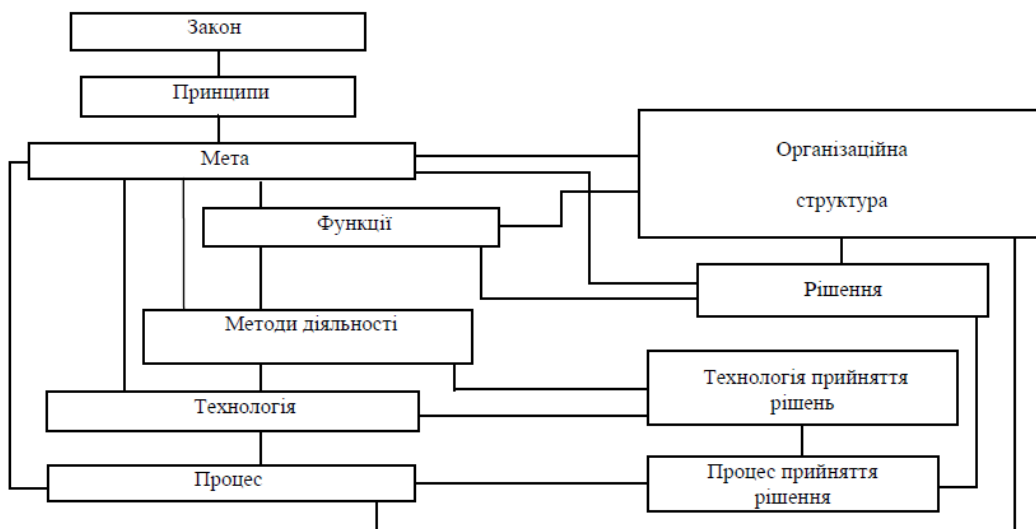 Закон
Принципи
Мета
Організаційна
структура
Функції
Рішення
Методи діяльності
Технологія прийняття
рішень
Технологія
Процес
Процес прийняття
рішення